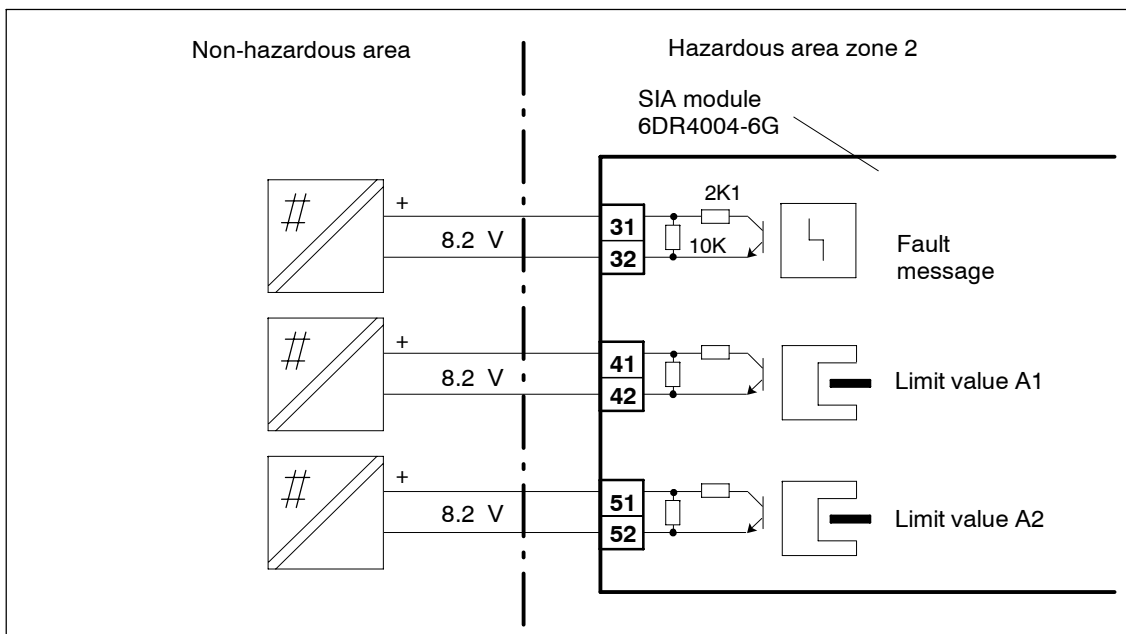 Non-hazardous area
Hazardous area zone 2
SIA module
6DR4004-6G
+
8.2 V
31
32
2K1
10K
Fault
message
+
8.2 V
41
42
Limit value A1
+
8.2 V
51
52
Limit value A2